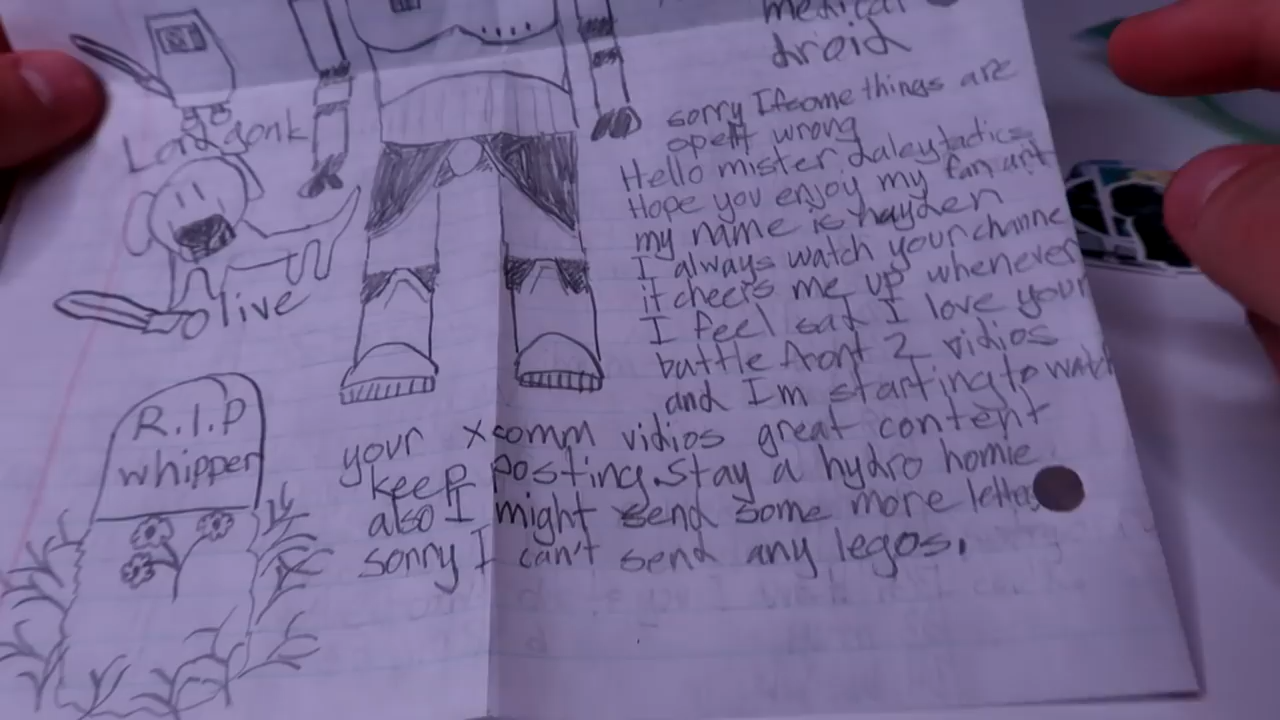 medical
droid
Lord gonk
sorry If some things are
opelt wrong
Hello mister daleytactics
Hope you enjoy my fan art
my name is hayden
I always watch your channe
it cheers me up whenever
I feel sad I love your
battle front 2 vidios
and I'm starting to watch
your xcomm vidios great content
keep posting. stay a hydro homie
also I might send some more letters
sorry I can't send any legos.
olive
R.I.P
whipper